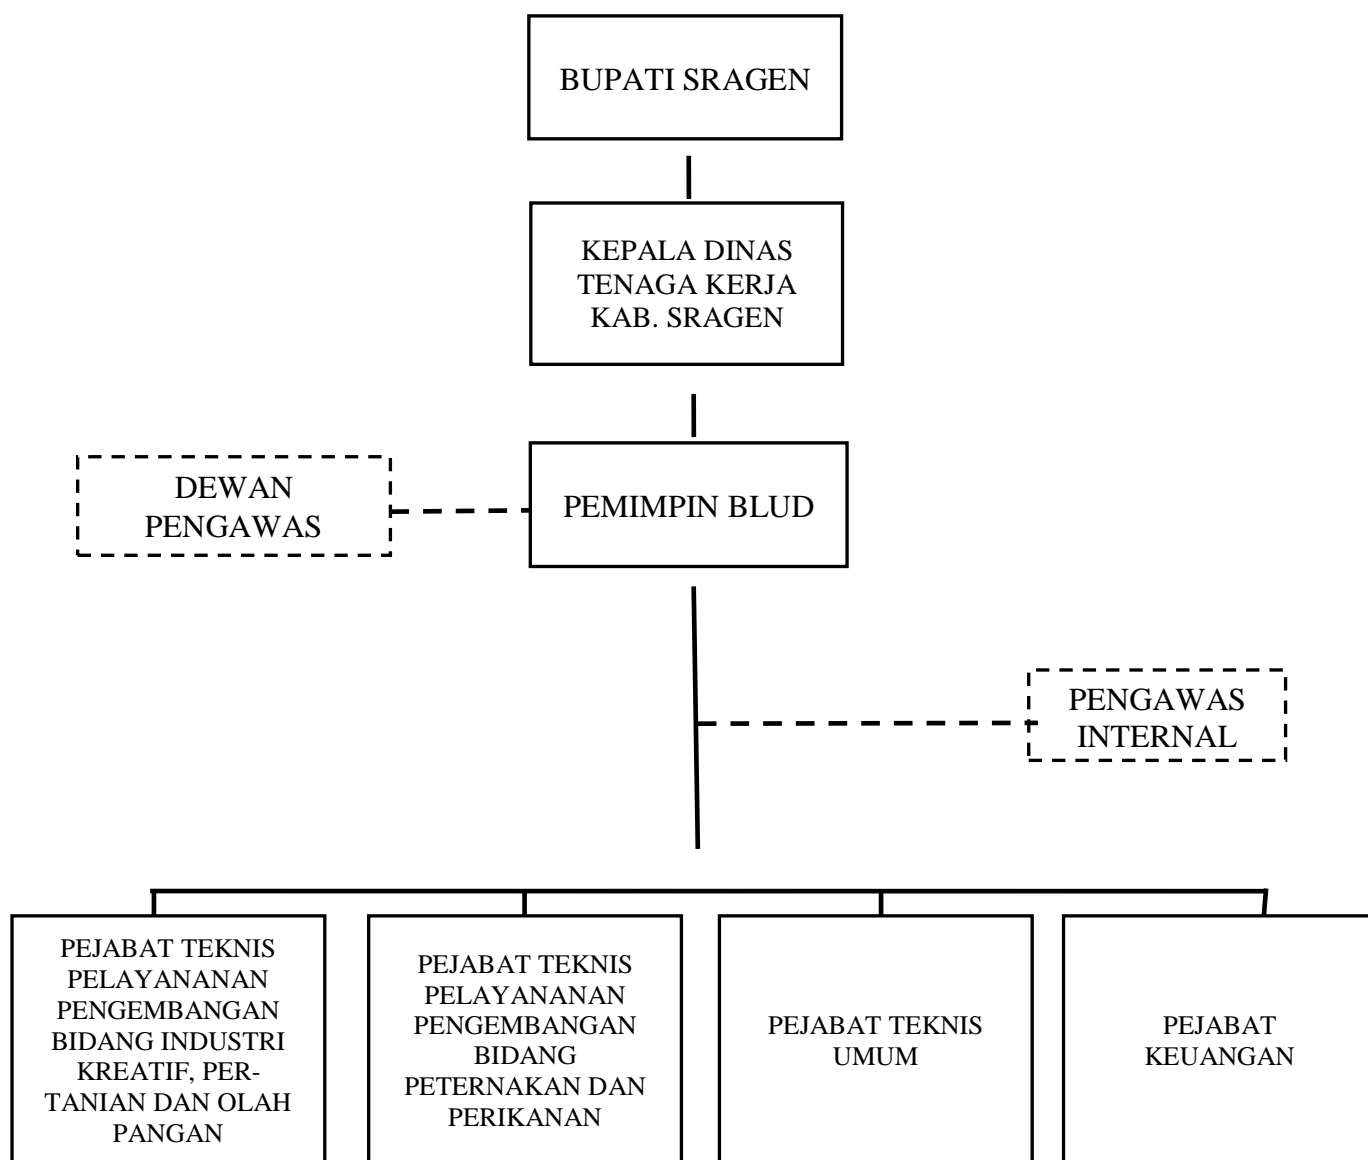 BUPATI SRAGEN
KEPALA DINAS
TENAGA KERJA
KAB. SRAGEN
DEWAN
PENGAWAS
PEMIMPIN BLUD
PENGAWAS
INTERNAL
PEJABAT TEKNIS
PELAYANANAN
PENGEMBANGAN
BIDANG INDUSTRI
KREATIF, PER-
TANIAN DAN OLAH
PANGAN
PEJABAT TEKNIS
PELAYANANAN
PENGEMBANGAN
BIDANG
PETERNAKAN DAN
PERIKANAN
PEJABAT TEKNIS
UMUM
PEJABAT
KEUANGAN